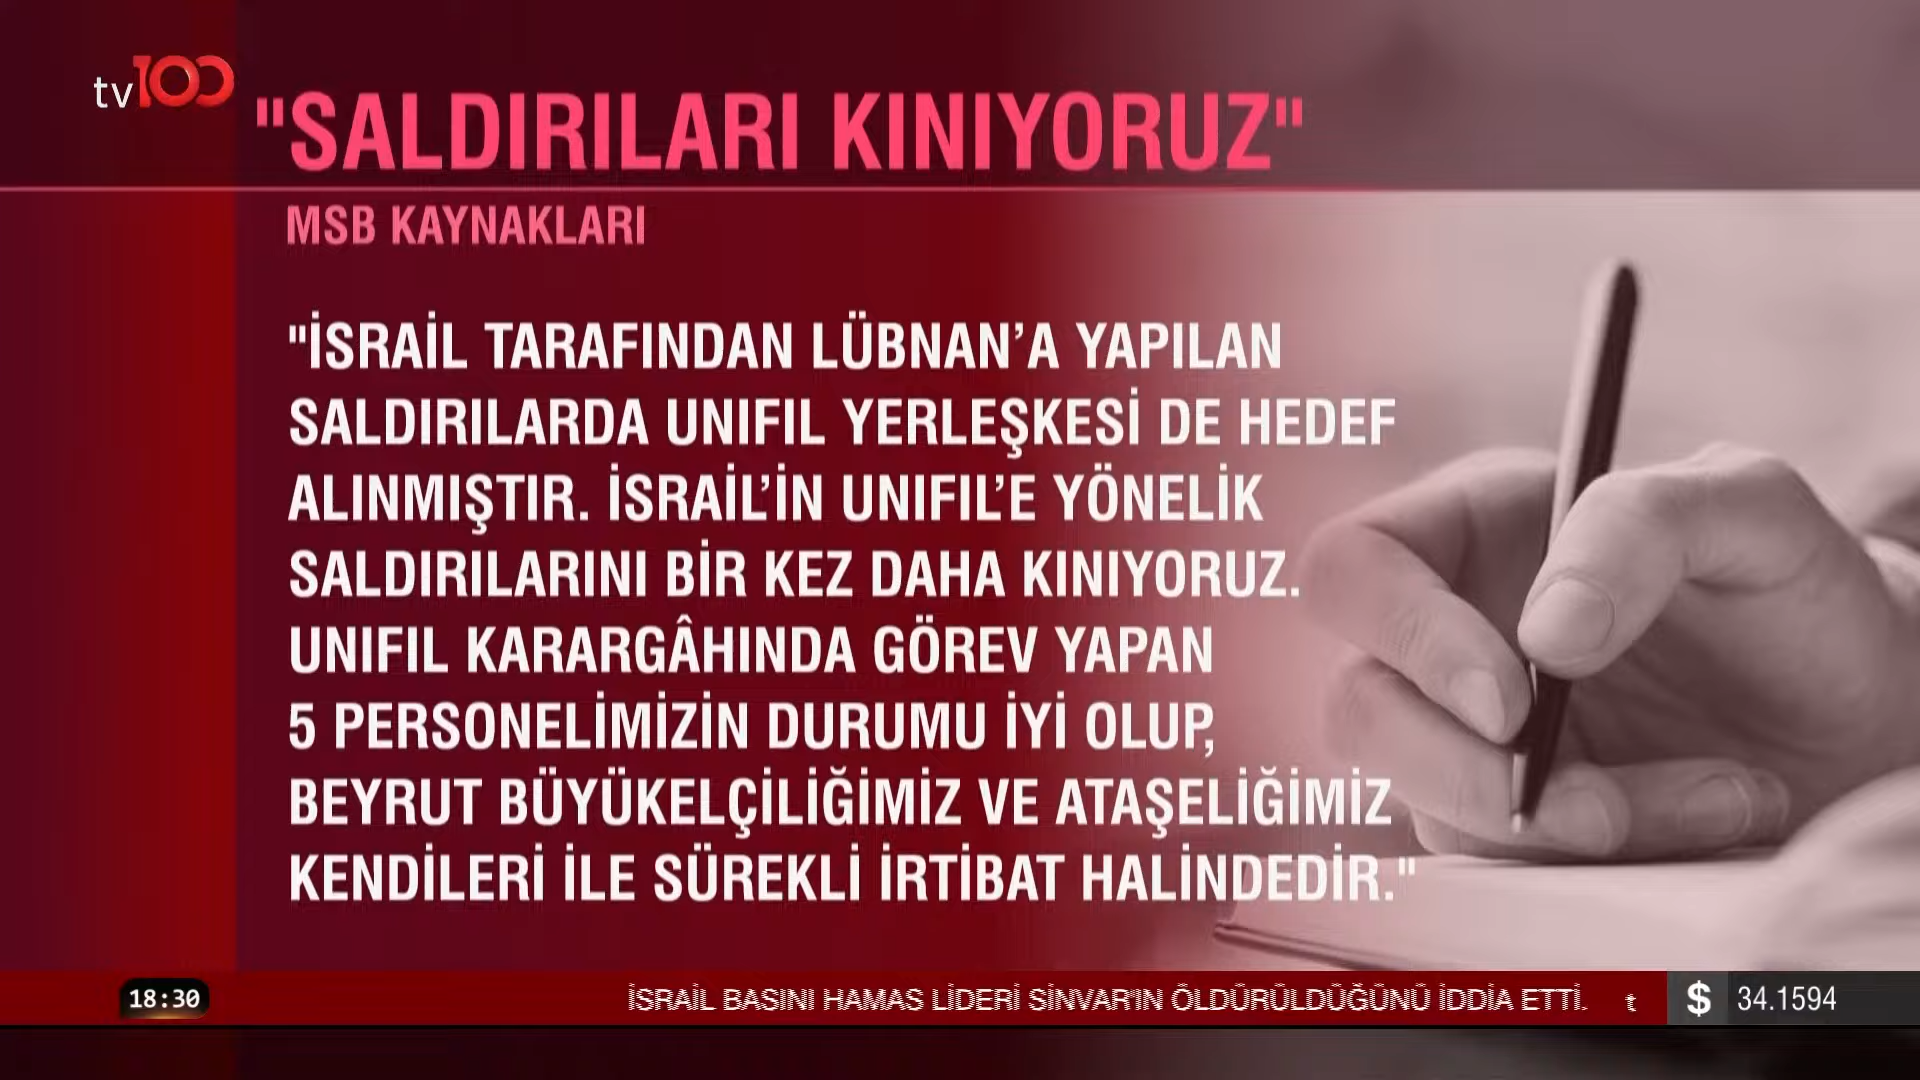 tv100
"SALDIRILARI KINIYORUZ"
MSB KAYNAKLARI
"İSRAİL TARAFINDAN LÜBNAN’A YAPILAN
SALDIRILARDA UNIFIL YERLEŞKESİ DE HEDEF
ALINMIŞTIR. İSRAİL’İN UNIFIL’E YÖNELİK
SALDIRILARINI BİR KEZ DAHA KINIYORUZ.
UNIFIL KARARGÂHINDA GÖREV YAPAN
5 PERSONELİMİZİN DURUMU İYİ OLUP,
BEYRUT BÜYÜKELÇİLİĞİMİZ VE ATAŞELİĞİMİZ
KENDİLERİ İLE SÜREKLİ İRTİBAT HALİNDEDİR."
18:30
İSRAİL BASINI HAMAS LİDERİ SİNVAR'IN ÖLDÜRÜLDÜĞÜNÜ İDDİA ETTİ. t
$ 34.1594